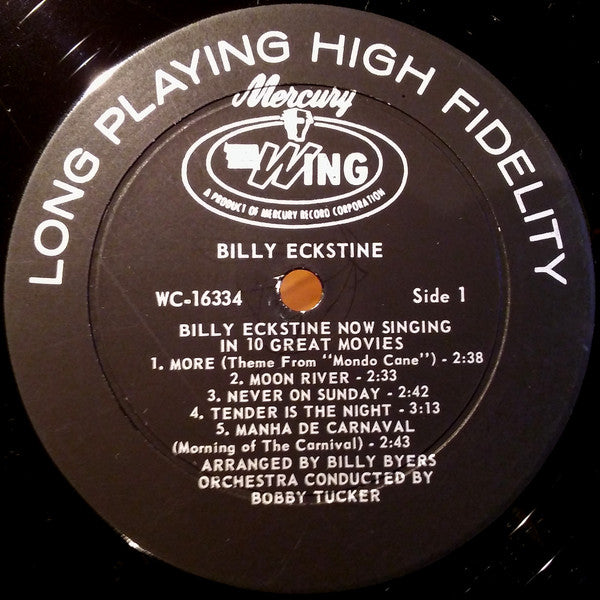 LONG PLAYING HIGH FIDELITY
Mercury
WING
A PRODUCT OF MERCURY RECORD CORPORATION
BILLY ECKSTINE
WC-16334 Side 1
BILLY ECKSTINE NOW SINGING
IN 10 GREAT MOVIES
1. MORE (Theme From "Mondo Cane") - 2:38
2. MOON RIVER - 2:33
3. NEVER ON SUNDAY - 2:42
4. TENDER IS THE NIGHT - 3:13
5. MANHA DE CARNAVAL
(Morning of The Carnival) - 2:43
ARRANGED BY BILLY BYERS
ORCHESTRA CONDUCTED BY
BOBBY TUCKER